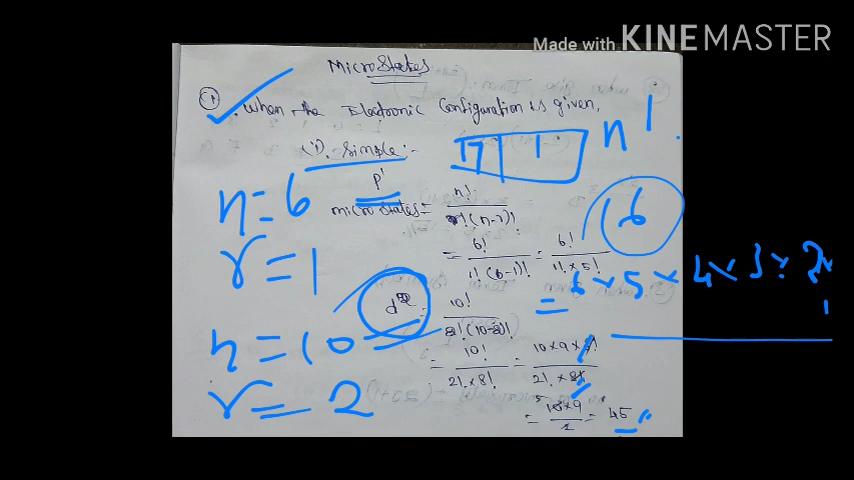 Made with KINEMASTER
Microstates
(1). When the Electronic Configuration is given,
(i). Simple:-
n!
p¹
n=6
microstates = n! / r!(n-r)!
6
r=1
= 6! / 1!(6-1)! = 6! / 1! × 5!
= 6 × 5 × 4 × 3 × 2 ×
1
d² = 10! / 2!(10-2)!
n=10
= 10! / 2! × 8! = 10×9×8! / 2! × 8!
r=2
= 10×9 / 2 = 45